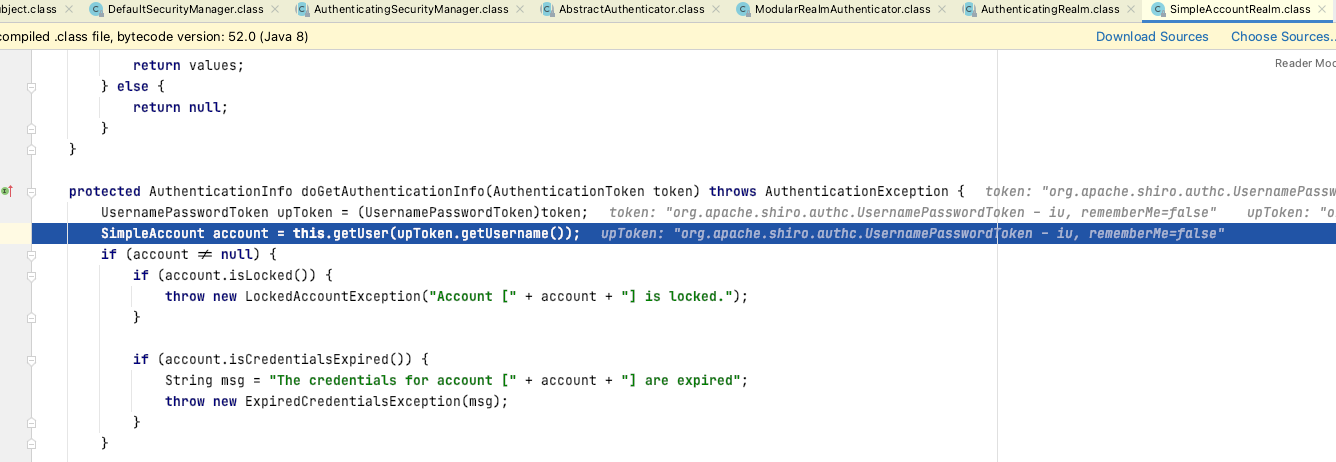 bject.class DefaultSecurityManager.class AuthenticatingSecurityManager.class AbstractAuthenticator.class ModularRealmAuthenticator.class AuthenticatingRealm.class SimpleAccountRealm.class
compiled .class file, bytecode version: 52.0 (Java 8) Download Sources Choose Sources..
Reader Mod
return values;
} else {
return null;
}
}
protected AuthenticationInfo doGetAuthenticationInfo(AuthenticationToken token) throws AuthenticationException { token: "org.apache.shiro.authc.UsernamePassw
UsernamePasswordToken upToken = (UsernamePasswordToken)token; token: "org.apache.shiro.authc.UsernamePasswordToken - iu, rememberMe=false" upToken: "o
SimpleAccount account = this.getUser(upToken.getUsername()); upToken: "org.apache.shiro.authc.UsernamePasswordToken - iu, rememberMe=false"
if (account ≠ null) {
if (account.isLocked()) {
throw new LockedAccountException("Account [" + account + "] is locked.");
}
if (account.isCredentialsExpired()) {
String msg = "The credentials for account [" + account + "] are expired";
throw new ExpiredCredentialsException(msg);
}
}